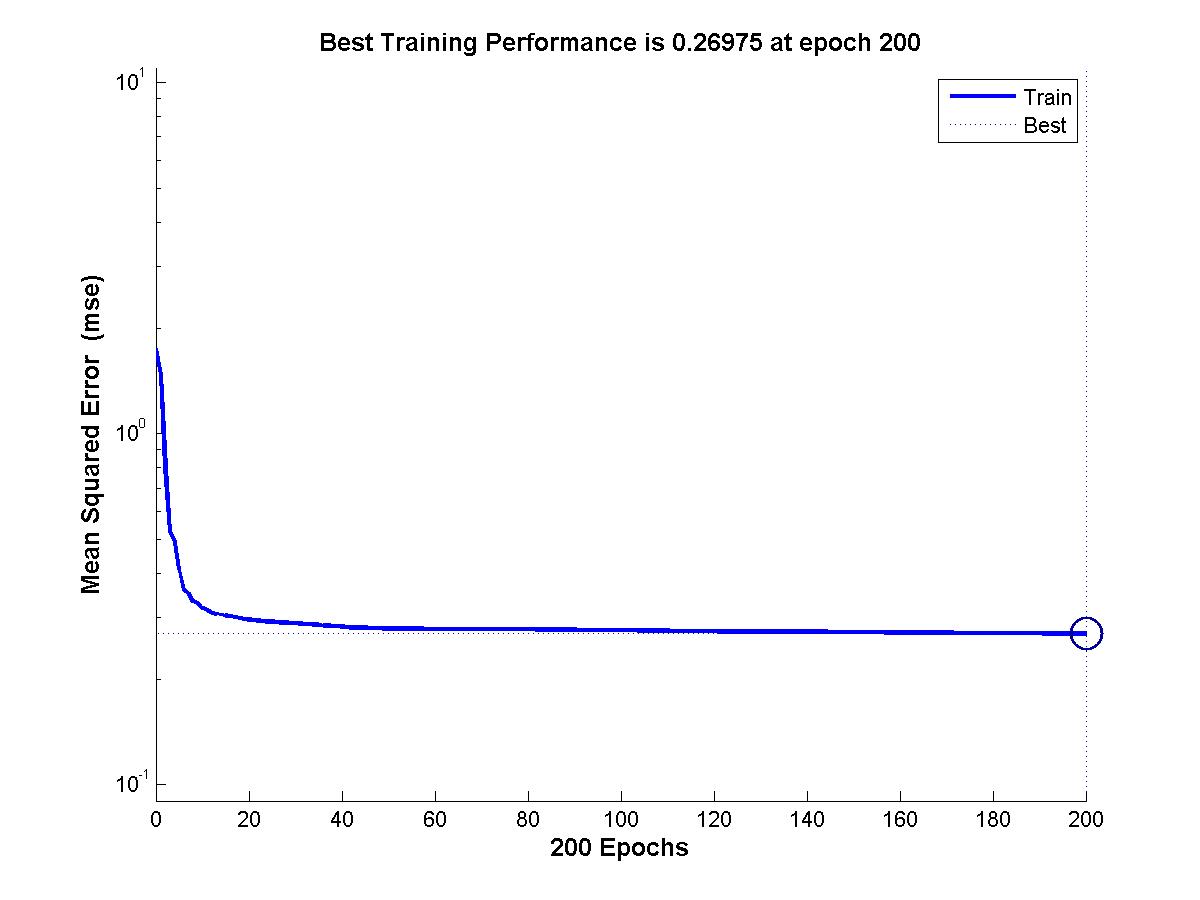 Best Training Performance is 0.26975 at epoch 200
Train
Best
Mean Squared Error (mse)
10^1
10^0
10^-1
0 20 40 60 80 100 120 140 160 180 200
200 Epochs